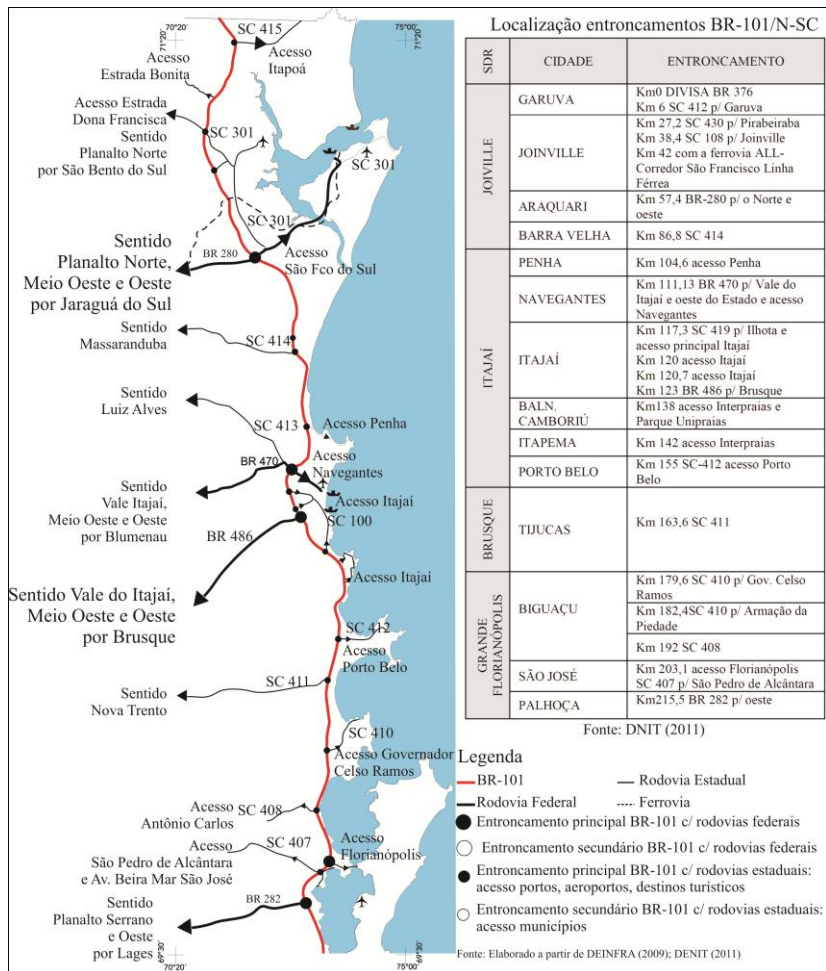 70°20'
71°20'
75°00'
71°20'
SC 415
Acesso
Itapoá
Acesso
Estrada Bonita
Acesso Estrada
Dona Francisca
Sentido
Planalto Norte
por São Bento do Sul
SC 301
SC 301
SC 301
Sentido
Planalto Norte,
Meio Oeste e Oeste
por Jaraguá do Sul
BR 280
Acesso
São Fco do Sul
Sentido
Massaranduba
SC 414
Sentido
Luiz Alves
SC 413
Acesso Penha
BR 470
Acesso
Navegantes
Sentido
Vale Itajaí,
Meio Oeste e Oeste
por Blumenau
Acesso Itajaí
SC 100
BR 486
Sentido Vale do Itajaí,
Meio Oeste e Oeste
por Brusque
Acesso Itajaí
SC 412
Acesso
Porto Belo
SC 411
Sentido
Nova Trento
SC 410
Acesso Governador
Celso Ramos
Acesso
Antônio Carlos
SC 408
Acesso
São Pedro de Alcântara
e Av. Beira Mar São José
SC 407
Acesso
Florianópolis
Sentido
Planalto Serrano
e Oeste
por Lages
BR 282
69°30'
70°20'
75°00'
69°30'
Localização entroncamentos BR-101/N-SC
SDR
CIDADE
ENTRONCAMENTO
JOIVILLE
GARUVA
Km0 DIVISA BR 376
Km 6 SC 412 p/ Garuva
JOINVILLE
Km 27,2 SC 430 p/ Pirabeiraba
Km 38,4 SC 108 p/ Joinville
Km 42 com a ferrovia ALL-
Corredor São Francisco Linha
Férrea
ARAQUARI
Km 57,4 BR-280 p/ o Norte e
oeste
BARRA VELHA
Km 86,8 SC 414
ITAJAÍ
PENHA
Km 104,6 acesso Penha
NAVEGANTES
Km 111,13 BR 470 p/ Vale do
Itajaí e oeste do Estado e acesso
Navegantes
ITAJAÍ
Km 117,3 SC 419 p/ Ilhota e
acesso principal Itajaí
Km 120 acesso Itajaí
Km 120,7 acesso Itajaí
Km 123 BR 486 p/ Brusque
BALN.
CAMBORIÚ
Km138 acesso Interpraias e
Parque Unipraias
ITAPEMA
Km 142 acesso Interpraias
PORTO BELO
Km 155 SC-412 acesso Porto
Belo
BRUSQUE
TIJUCAS
Km 163,6 SC 411
GRANDE
FLORIANÓPOLIS
BIGUAÇU
Km 179,6 SC 410 p/ Gov. Celso
Ramos
Km 182,4SC 410 p/ Armação da
Piedade
Km 192 SC 408
SÃO JOSÉ
Km 203,1 acesso Florianópolis
SC 407 p/ São Pedro de Alcântara
PALHOÇA
Km215,5 BR 282 p/ oeste
Fonte: DNIT (2011)
Legenda
BR-101
Rodovia Estadual
Rodovia Federal
Ferrovia
Entroncamento principal BR-101 c/ rodovias federais
Entroncamento secundário BR-101 c/ rodovias federais
Entroncamento principal BR-101 c/ rodovias estaduais:
acesso portos, aeroportos, destinos turísticos
Entroncamento secundário BR-101 c/ rodovias estaduais:
acesso municípios
Fonte: Elaborado a partir de DEINFRA (2009); DENIT (2011)